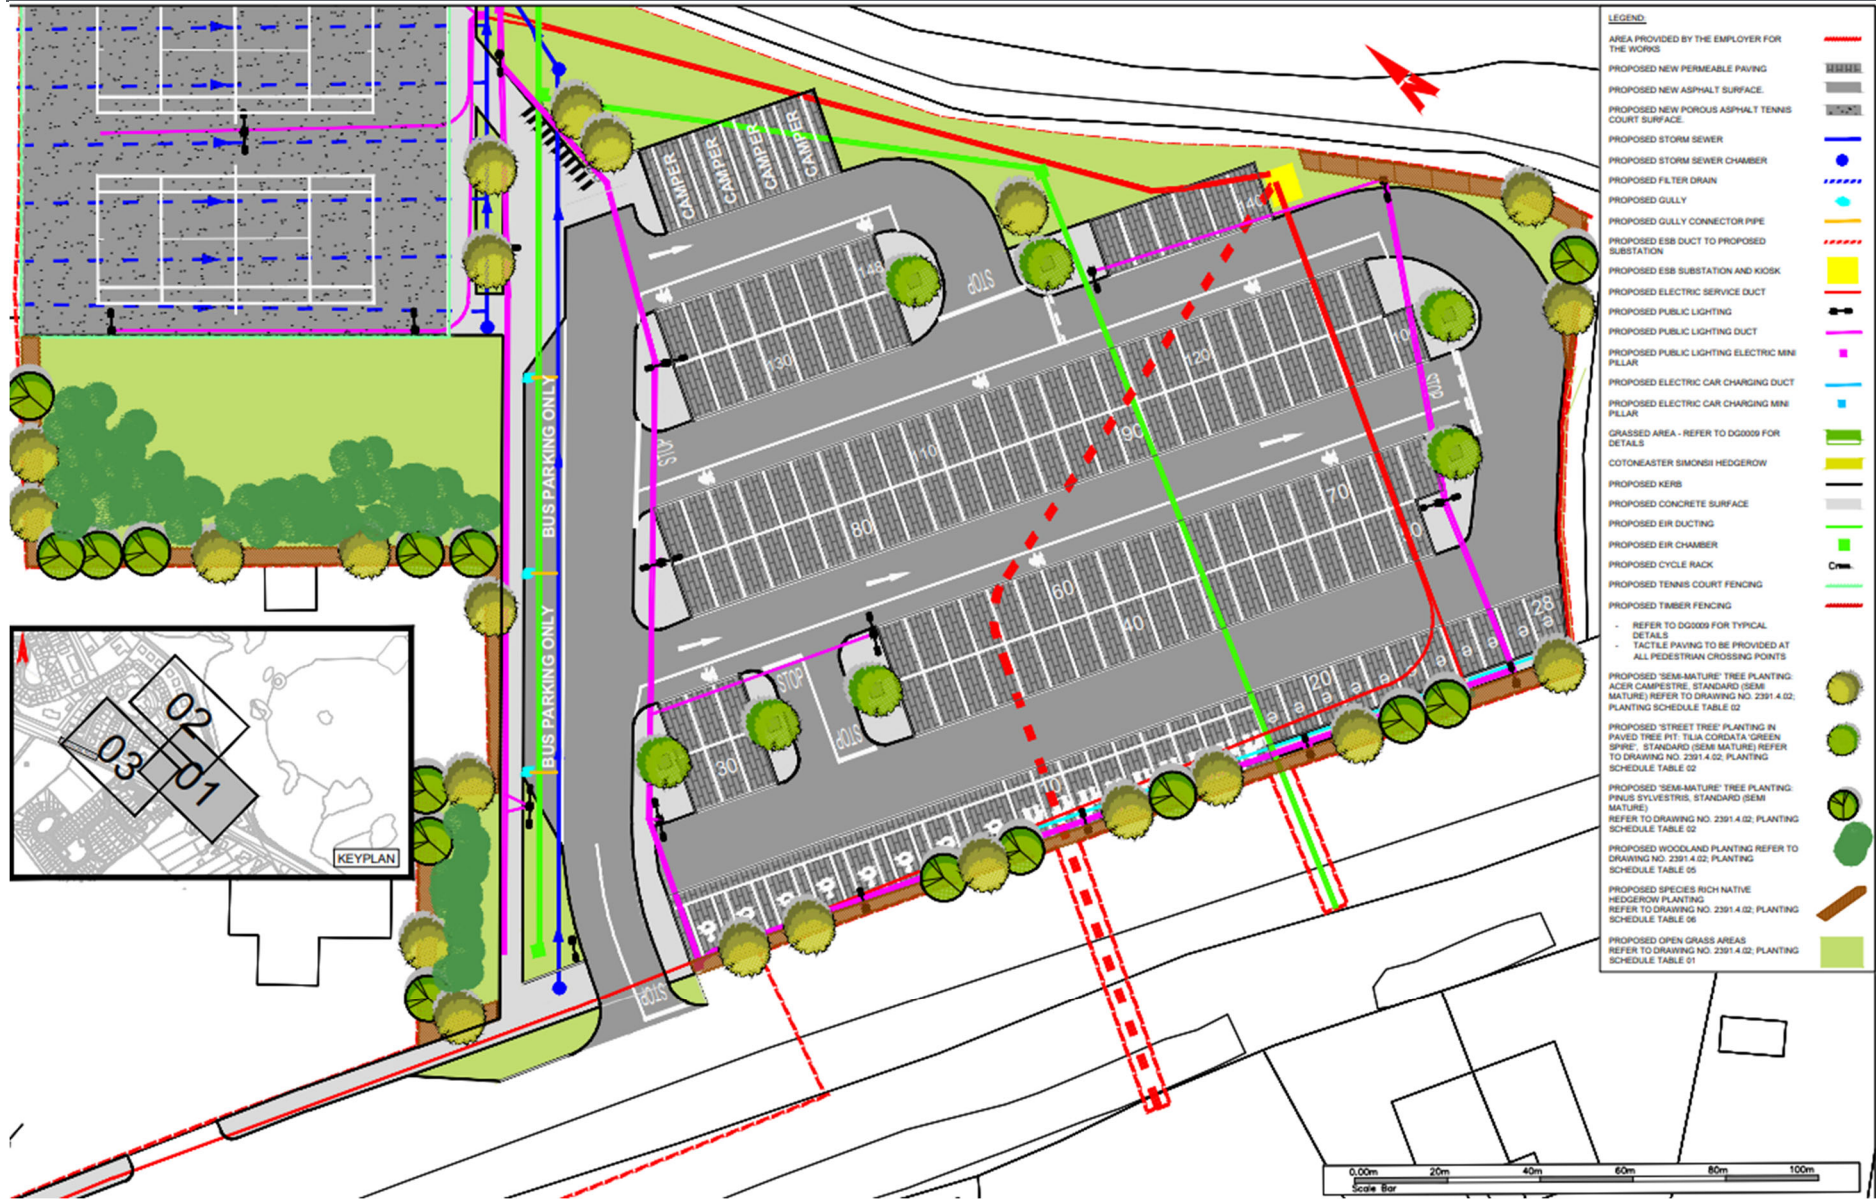 CAMPER
CAMPER
CAMPER
CAMPER
140
148
STOP
130
120
10
STOP
BUS PARKING ONLY
STOP
110
90
80
70
60
40
BUS PARKING ONLY
STOP
STOP
30
28
20
e e e e e e e e
10
STOP
02
03
01
KEYPLAN
LEGEND:
AREA PROVIDED BY THE EMPLOYER FOR
THE WORKS
PROPOSED NEW PERMEABLE PAVING
PROPOSED NEW ASPHALT SURFACE.
PROPOSED NEW POROUS ASPHALT TENNIS
COURT SURFACE.
PROPOSED STORM SEWER
PROPOSED STORM SEWER CHAMBER
PROPOSED FILTER DRAIN
PROPOSED GULLY
PROPOSED GULLY CONNECTOR PIPE
PROPOSED ESB DUCT TO PROPOSED
SUBSTATION
PROPOSED ESB SUBSTATION AND KIOSK
PROPOSED ELECTRIC SERVICE DUCT
PROPOSED PUBLIC LIGHTING
PROPOSED PUBLIC LIGHTING DUCT
PROPOSED PUBLIC LIGHTING ELECTRIC MINI
PILLAR
PROPOSED ELECTRIC CAR CHARGING DUCT
PROPOSED ELECTRIC CAR CHARGING MINI
PILLAR
GRASSED AREA - REFER TO DG0009 FOR
DETAILS
COTONEASTER SIMONSII HEDGEROW
PROPOSED KERB
PROPOSED CONCRETE SURFACE
PROPOSED EIR DUCTING
PROPOSED EIR CHAMBER
PROPOSED CYCLE RACK
PROPOSED TENNIS COURT FENCING
PROPOSED TIMBER FENCING
- REFER TO DG0009 FOR TYPICAL
DETAILS
- TACTILE PAVING TO BE PROVIDED AT
ALL PEDESTRIAN CROSSING POINTS
PROPOSED 'SEMI-MATURE' TREE PLANTING:
ACER CAMPESTRE, STANDARD (SEMI
MATURE) REFER TO DRAWING NO. 2391.4.02;
PLANTING SCHEDULE TABLE 02
PROPOSED 'STREET TREE' PLANTING IN
PAVED TREE PIT: TILIA CORDATA 'GREEN
SPIRE', STANDARD (SEMI MATURE) REFER
TO DRAWING NO. 2391.4.02; PLANTING
SCHEDULE TABLE 02
PROPOSED 'SEMI-MATURE' TREE PLANTING:
PINUS SYLVESTRIS, STANDARD (SEMI
MATURE)
REFER TO DRAWING NO. 2391.4.02; PLANTING
SCHEDULE TABLE 02
PROPOSED WOODLAND PLANTING REFER TO
DRAWING NO. 2391.4.02; PLANTING
SCHEDULE TABLE 05
PROPOSED SPECIES RICH NATIVE
HEDGEROW PLANTING
REFER TO DRAWING NO. 2391.4.02; PLANTING
SCHEDULE TABLE 06
PROPOSED OPEN GRASS AREAS
REFER TO DRAWING NO. 2391.4.02; PLANTING
SCHEDULE TABLE 01
0.00m 20m 40m 60m 80m 100m
Scale Bar